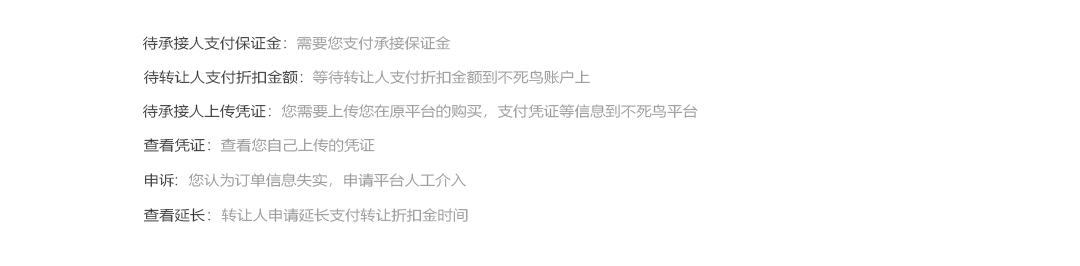 待承接人支付保证金：需要您支付承接保证金
待转让人支付折扣金额：等待转让人支付折扣金额到不死鸟账户上
待承接人上传凭证：您需要上传您在原平台的购买，支付凭证等信息到不死鸟平台
查看凭证：查看您自己上传的凭证
申诉：您认为订单信息失实，申请平台人工介入
查看延长：转让人申请延长支付转让折扣金时间